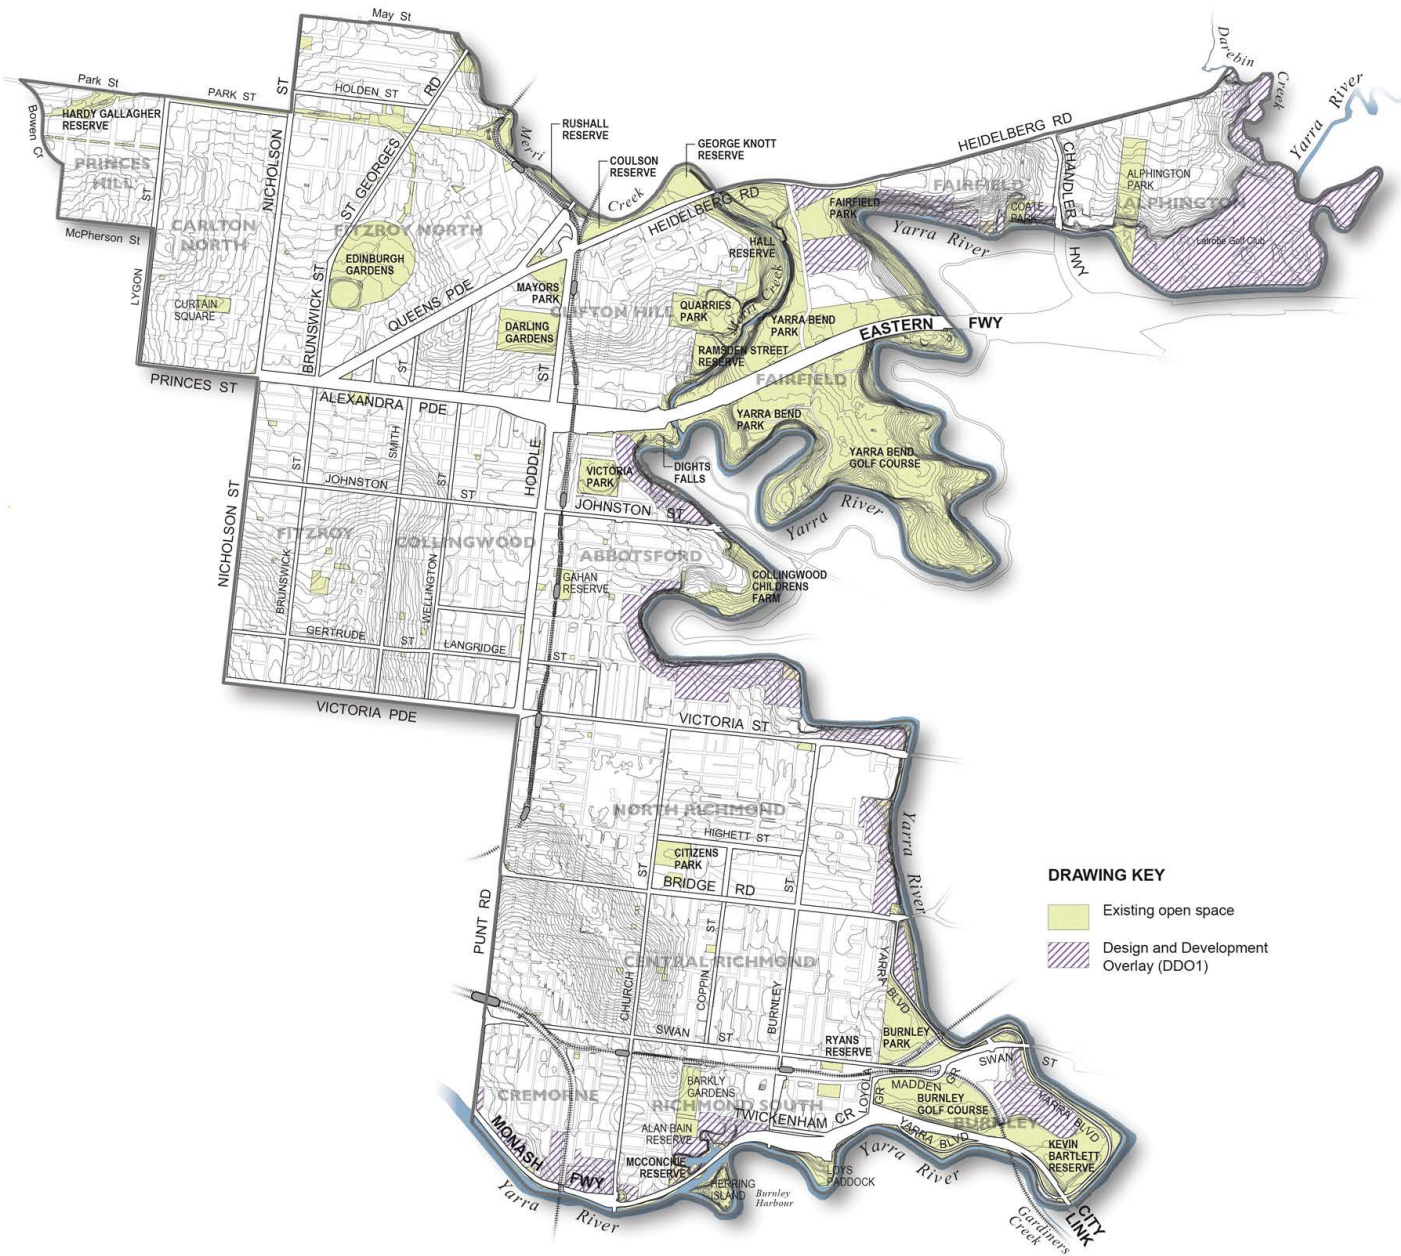 May St
Park St
PARK ST
NICHOLSON
ST
HOLDEN ST
ST GEORGES
RD
Bowen Cr
HARDY GALLAGHER
RESERVE
PRINCES
HILL
Merri
Creek
RUSHALL
RESERVE
COULSON
RESERVE
GEORGE KNOTT
RESERVE
HEIDELBERG RD
HEIDELBERG RD
Darebin
Creek
Yarra River
McPherson St
LYGON
ST
CARLTON
NORTH
FITZROY NORTH
EDINBURGH
GARDENS
CURTAIN
SQUARE
BRUNSWICK ST
QUEENS PDE
MAYORS
PARK
DARLING
GARDENS
CLIFTON HILL
QUARRIES
PARK
HALL
RESERVE
Merri Creek
FAIRFIELD
PARK
FAIRFIELD
COATE
PARK
CHANDLER
HWY
ALPHINGTON
PARK
ALPHINGTON
Latrobe Golf Club
Yarra River
YARRA BEND
PARK
RAMSDEN STREET
RESERVE
EASTERN
FWY
FAIRFIELD
YARRA BEND
PARK
YARRA BEND
GOLF COURSE
Yarra River
PRINCES ST
ALEXANDRA PDE
HODDLE
ST
SMITH
ST
ST
ST
JOHNSTON
ST
VICTORIA
PARK
DIGHTS
FALLS
JOHNSTON ST
NICHOLSON ST
FITZROY
COLLINGWOOD
ABBOTSFORD
BRUNSWICK
WELLINGTON
GAHAN
RESERVE
COLLINGWOOD
CHILDRENS
FARM
GERTRUDE
ST
LANGRIDGE
ST
VICTORIA PDE
VICTORIA ST
NORTH RICHMOND
HIGHETT ST
CITIZENS
PARK
BRIDGE RD
ST
ST
PUNT RD
Yarra River
CENTRAL RICHMOND
CHURCH
COPPIN
ST
BURNLEY
YARRA
BLVD
SWAN
ST
RYANS
RESERVE
BURNLEY
PARK
SWAN
ST
CREMORNE
BARKLY
GARDENS
RICHMOND SOUTH
LOYOLA
GR
MADDEN
GR
BURNLEY
GOLF COURSE
BURNLEY
YARRA BLVD
KEVIN
BARTLETT
RESERVE
TWICKENHAM CR
ALAN BAIN
RESERVE
MCCONCHIE
RESERVE
MONASH
FWY
HERRING
ISLAND
Burnley
Harbour
LOYS
PADDOCK
YARRA BLVD
Yarra River
Yarra River
Gardiners
Creek
CITY
LINK
DRAWING KEY
Existing open space
Design and Development
Overlay (DDO1)